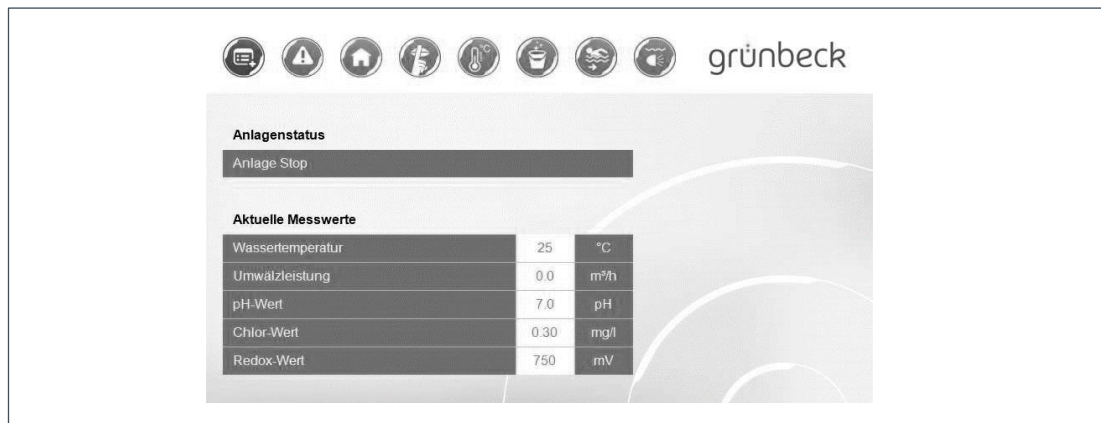 °C
grünbeck
Anlagenstatus
Anlage Stop
Aktuelle Messwerte
Wassertemperatur 25 °C
Umwälzleistung 0.0 m³/h
pH-Wert 7.0 pH
Chlor-Wert 0.30 mg/l
Redox-Wert 750 mV